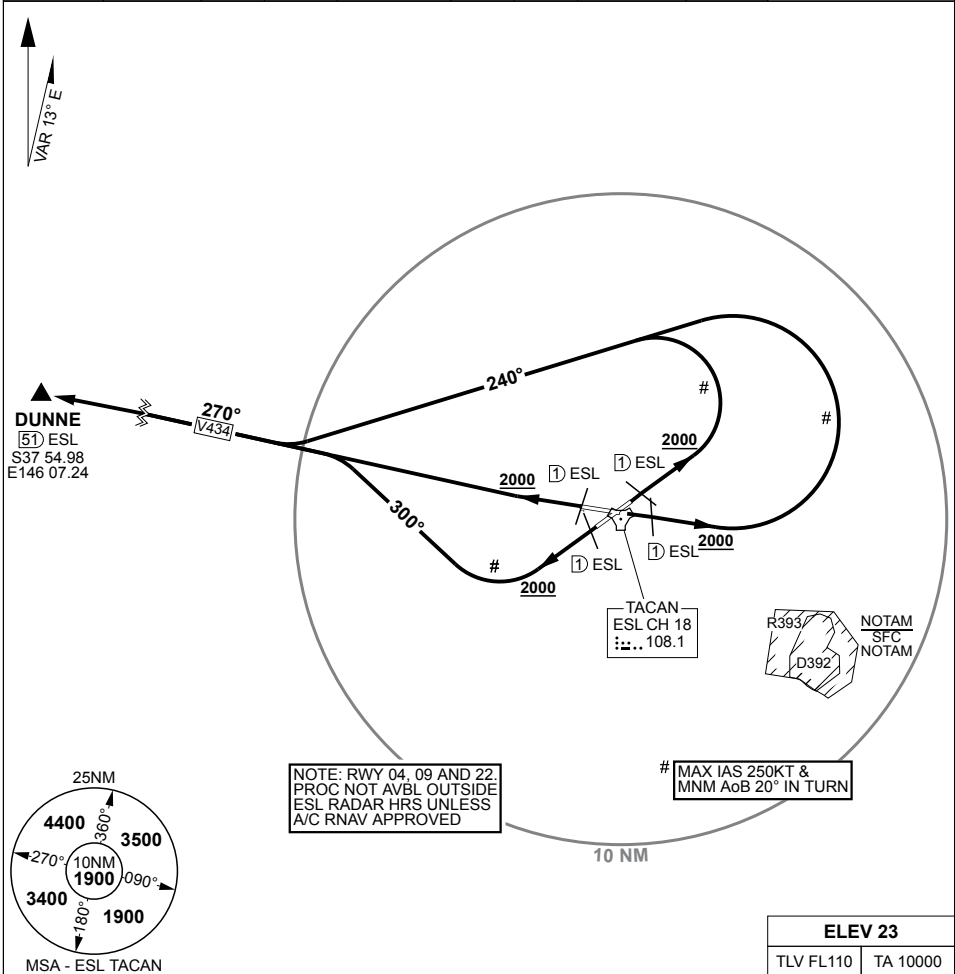 VAR 13° E
240°
#
#
270°
V434
DUNNE
51 ESL
S37 54.98
E146 07.24
2000
1 ESL
1 ESL
2000
300°
#
1 ESL
1 ESL
2000
2000
TACAN
ESL CH 18
108.1
R393
D392
NOTAM
SFC
NOTAM
NOTE: RWY 04, 09 AND 22.
PROC NOT AVBL OUTSIDE
ESL RADAR HRS UNLESS
A/C RNAV APPROVED
# MAX IAS 250KT &
MNM AoB 20° IN TURN
10 NM
25NM
4400
360°
3500
270°
10NM
1900
090°
3400
180°
1900
MSA - ESL TACAN
ELEV 23
TLV FL110 TA 10000